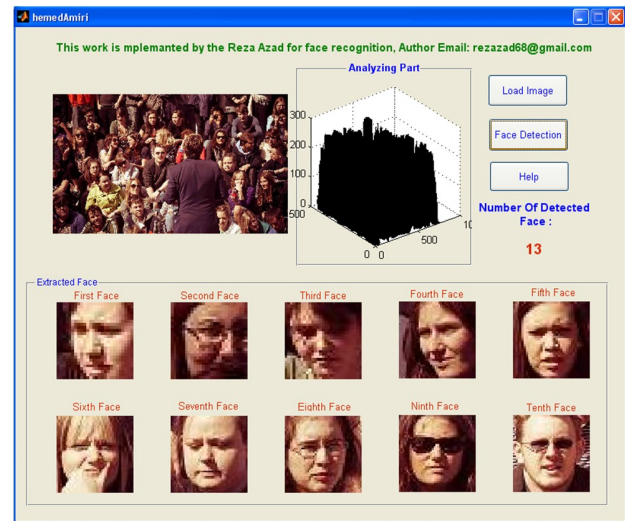 hemedAmiri
This work is mplemanted by the Reza Azad for face recognition, Author Email: rezazad68@gmail.com
Analyzing Part
300
200
100
0
500
0
0
500
10
Load Image
Face Detection
Help
Number Of Detected
Face :
13
Extracted Face
First Face
Second Face
Third Face
Fourth Face
Fifth Face
Sixth Face
Seventh Face
Eighth Face
Ninth Face
Tenth Face